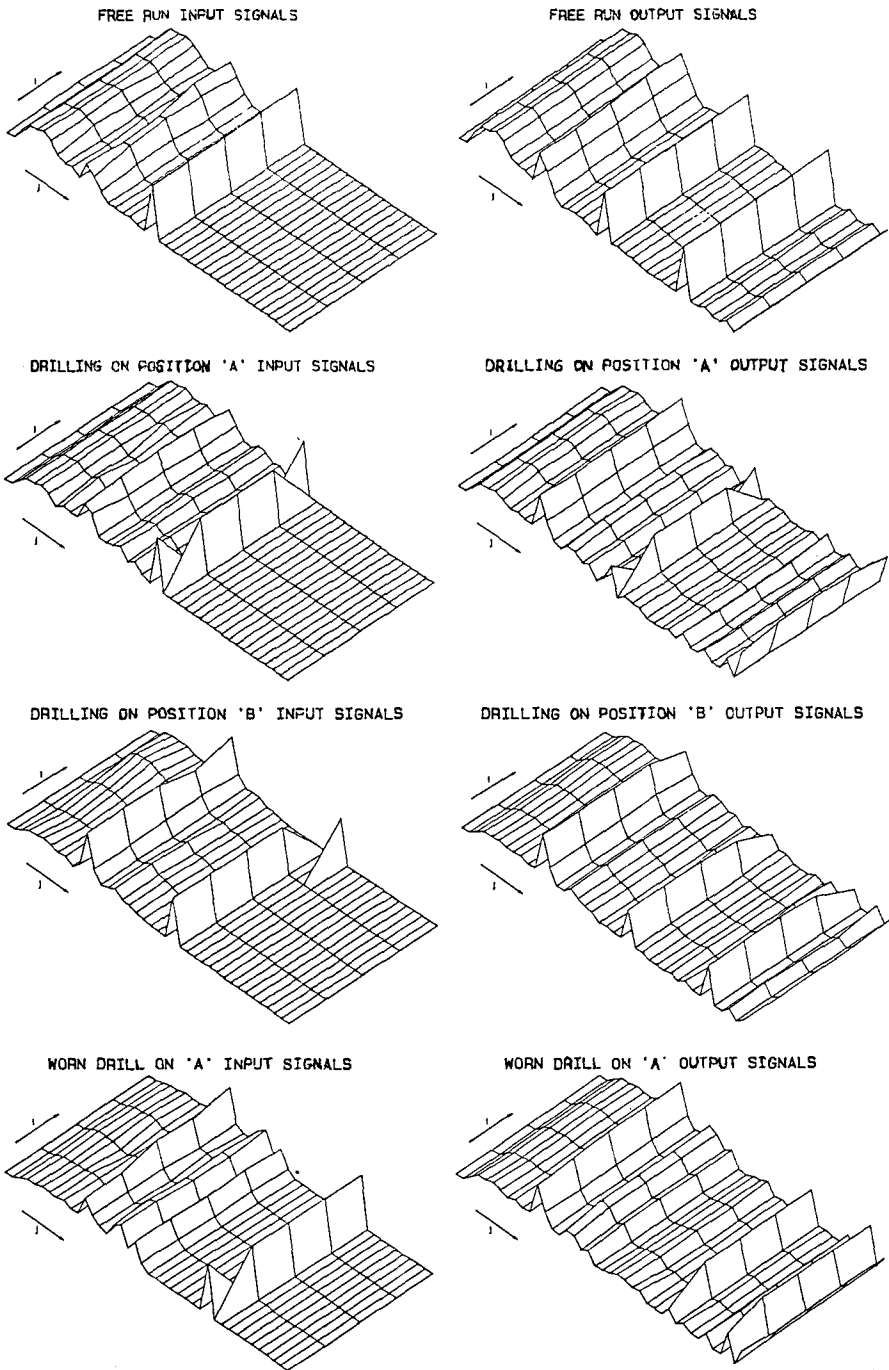 FREE RUN INPUT SIGNALS
FREE RUN OUTPUT SIGNALS
I
J
I
J
DRILLING ON POSITION 'A' INPUT SIGNALS
DRILLING ON POSITION 'A' OUTPUT SIGNALS
I
J
I
J
DRILLING ON POSITION 'B' INPUT SIGNALS
DRILLING ON POSITION 'B' OUTPUT SIGNALS
I
J
I
J
WORN DRILL ON 'A' INPUT SIGNALS
WORN DRILL ON 'A' OUTPUT SIGNALS
I
J
I
J